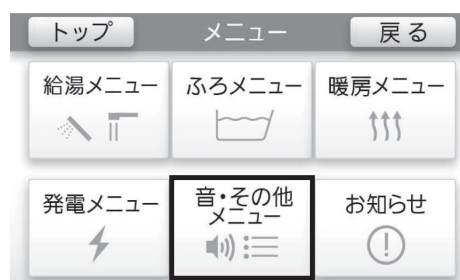 トップ メニュー 戻る
給湯メニュー ふろメニュー 暖房メニュー
発電メニュー 音・その他 お知らせ
メニュー